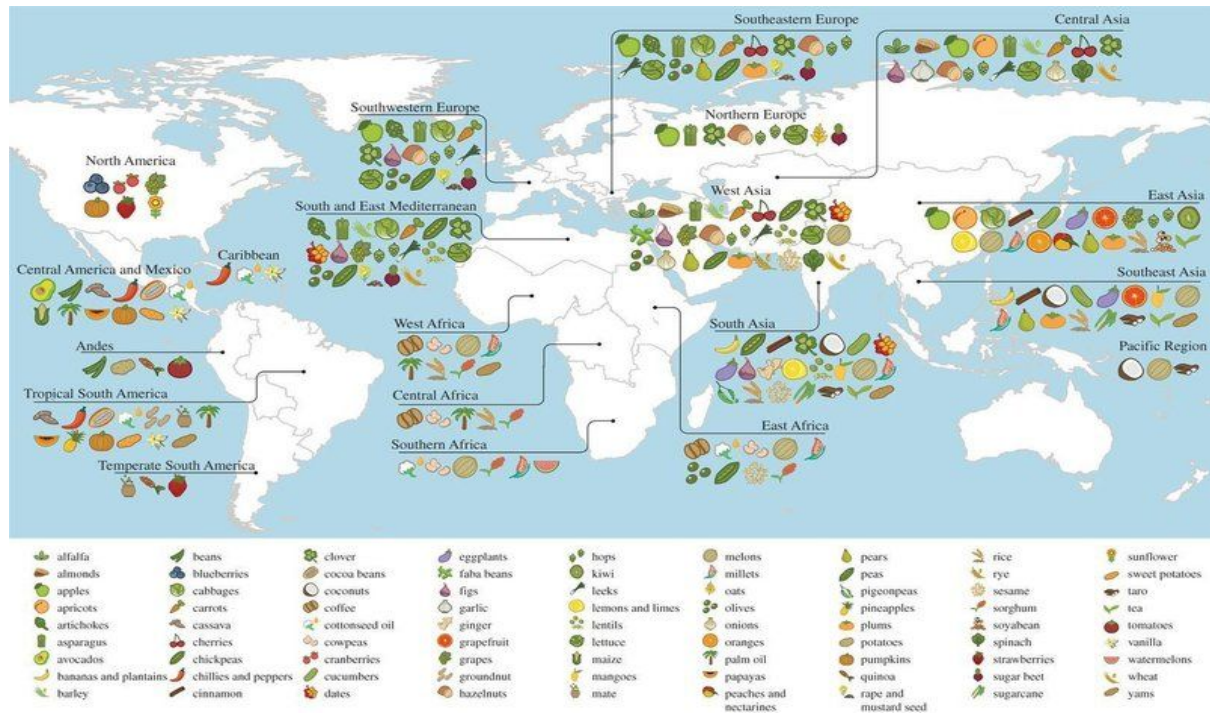 Southeastern Europe
Central Asia
Southwestern Europe
Northern Europe
North America
West Asia
East Asia
South and East Mediterranean
Caribbean
Central America and Mexico
Southeast Asia
West Africa
South Asia
Andes
Pacific Region
Tropical South America
Central Africa
Southern Africa
East Africa
Temperate South America
alfalfa
almonds
apples
apricots
artichokes
asparagus
avocados
bananas and plantains
barley
beans
blueberries
cabbages
carrots
cassava
cherries
chickpeas
chillies and peppers
cinnamon
clover
cocoa beans
coconuts
coffee
cottonseed oil
cowpeas
cranberries
cucumbers
dates
eggplants
faba beans
figs
garlic
ginger
grapefruit
grapes
groundnut
hazelnuts
hops
kiwi
leeks
lemons and limes
lentils
lettuce
maize
mangoes
mate
melons
millets
oats
olives
onions
oranges
palm oil
papayas
peaches and
nectarines
pears
peas
pigeonpeas
pineapples
plums
potatoes
pumpkins
quinoa
rape and
mustard seed
rice
rye
sesame
sorghum
soyabean
spinach
strawberries
sugar beet
sugarcane
sunflower
sweet potatoes
taro
tea
tomatoes
vanilla
watermelons
wheat
yams